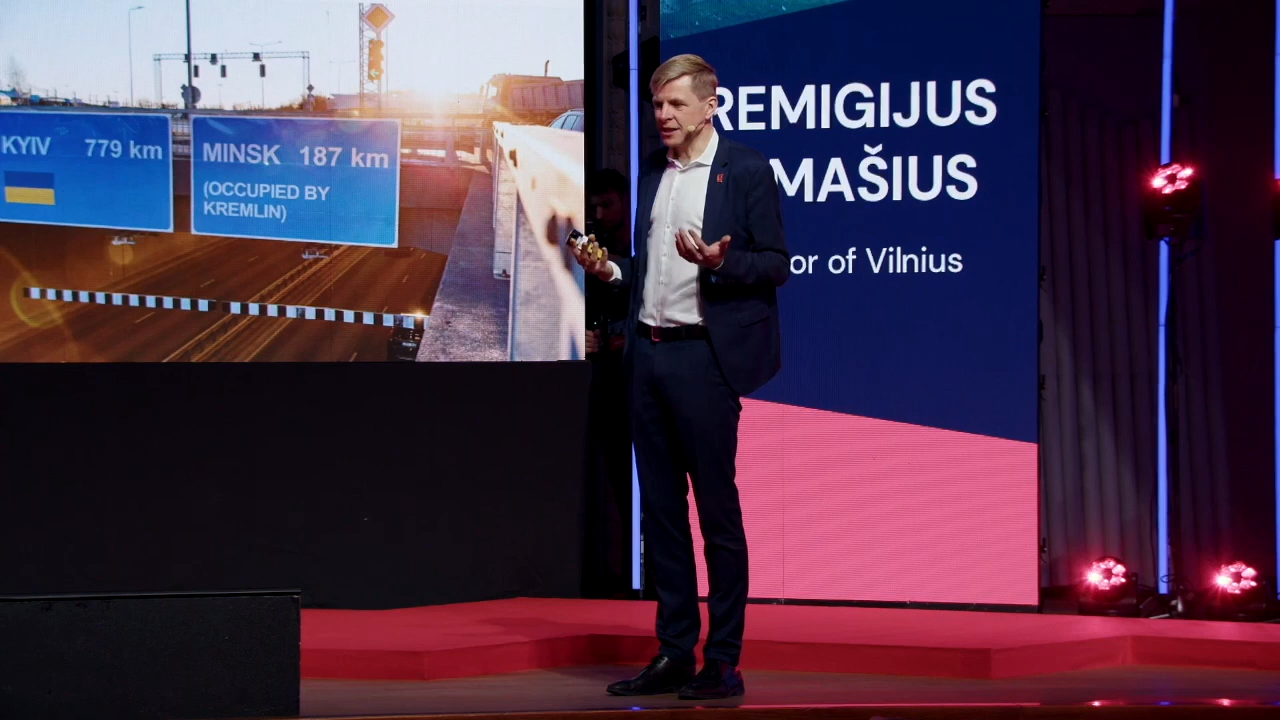 KYIV 779 km
MINSK 187 km
(OCCUPIED BY
KREMLIN)
REMIGIJUS
MAŠIUS
or of Vilnius